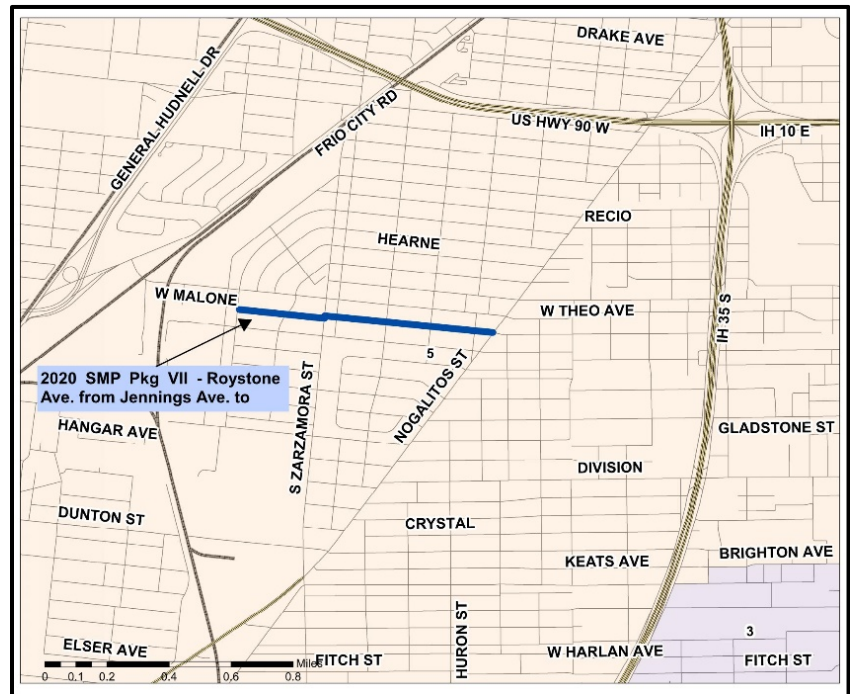 DRAKE AVE
GENERAL HUDNELL DR
FRIO CITY RD
US HWY 90 W
IH 10 E
RECIO
HEARNE
W MALONE
W THEO AVE
IH 35 S
5
2020 SMP Pkg VII - Roystone
Ave. from Jennings Ave. to
S ZARZAMORA ST
NOGALITOS ST
HANGAR AVE
GLADSTONE ST
DIVISION
DUNTON ST
CRYSTAL
KEATS AVE
BRIGHTON AVE
HURON ST
3
ELSER AVE
W HARLAN AVE
FITCH ST
FITCH ST
Miles
0 0.1 0.2 0.4 0.6 0.8